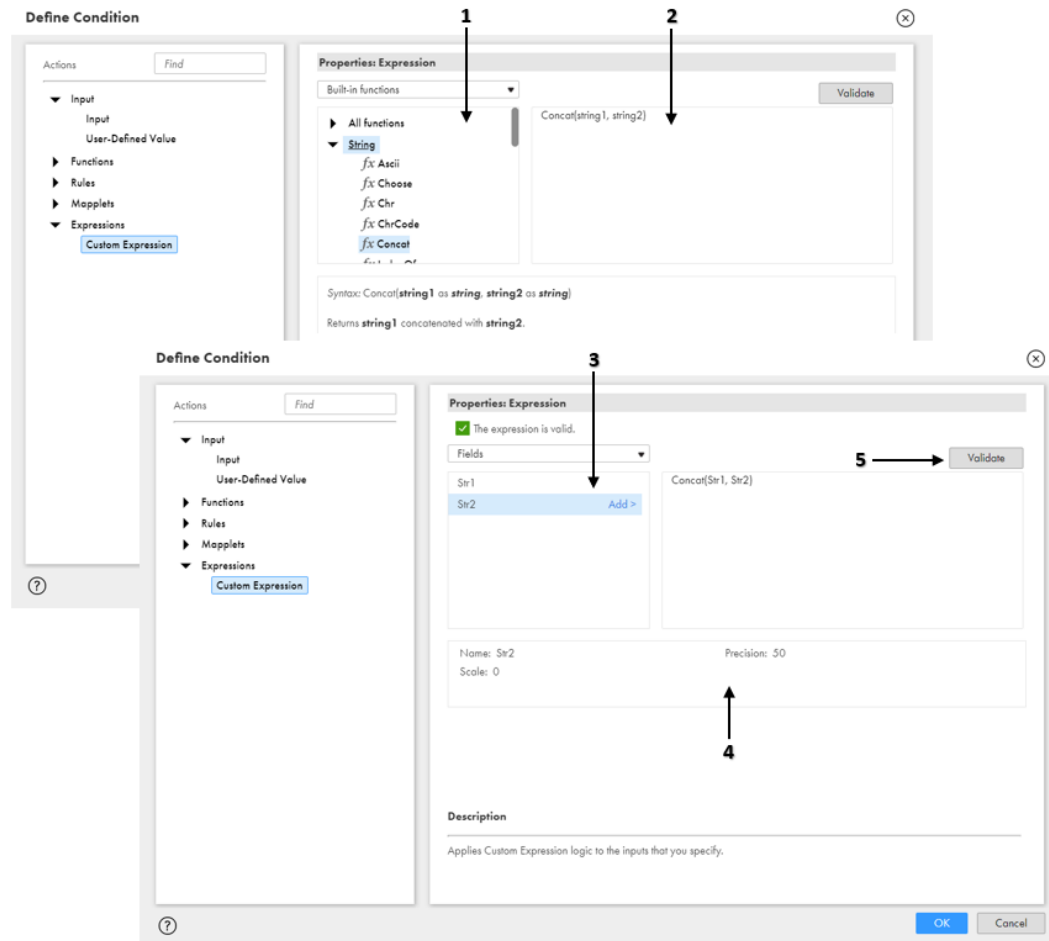 Define Condition
1
2
Actions
Find
Properties: Expression
Built-in functions
Validate
Input
Input
User-Defined Value
Functions
Rules
Mapplets
Expressions
Custom Expression
All functions
String
fx Ascii
fx Choose
fx Chr
fx ChrCode
fx Concat
Concat(string1, string2)
Syntax: Concat(string1 as string, string2 as string)
Returns string1 concatenated with string2.
?
Define Condition
3
Actions
Find
Properties: Expression
The expression is valid.
Fields
5
Validate
Input
Input
User-Defined Value
Functions
Rules
Mapplets
Expressions
Custom Expression
Str1
Str2 Add >
Concat(Str1, Str2)
Name: Str2 Precision: 50
Scale: 0
4
Description
Applies Custom Expression logic to the inputs that you specify.
?
OK
Cancel